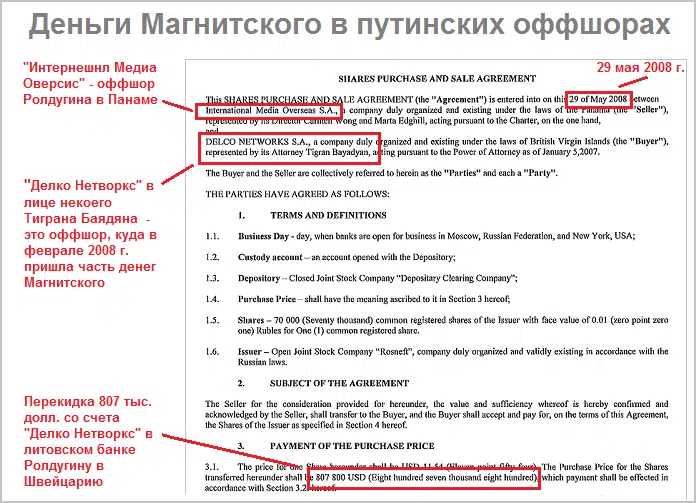 Деньги Магнитского в путинских оффшорах
"Интернешнл Медиа
Оверсис" - оффшор
Ролдугина в Панаме
29 мая 2008 г.
SHARES PURCHASE AND SALE AGREEMENT
This SHARES PURCHASE AND SALE AGREEMENT (the "Agreement") is entered into on this 29 of May 2008 between
International Media Overseas S.A., a company duly organized and existing under the laws of the Panama (the "Seller"),
represented by its Director Carmen Wong and Marta Edghill, acting pursuant to the Charter, on the one hand,
and
DELCO NETWORKS S.A., a company duly organized and existing under the laws of British Virgin Islands (the "Buyer"),
represented by its Attorney Tigran Bayadyan, acting pursuant to the Power of Attorney as of January 5,2007.
The Buyer and the Seller are collectively referred to herein as the "Parties" and each a "Party".
THE PARTIES HAVE AGREED AS FOLLOWS:
"Делко Нетворкс" в
лице некоего
Тиграна Баядяна -
это оффшор, куда в
феврале 2008 г.
пришла часть денег
Магнитского
1. TERMS AND DEFINITIONS
1.1. Business Day - day, when banks are open for business in Moscow, Russian Federation, and New York, USA;
1.2. Custody account – an account opened with the Depository;
1.3. Depository – Closed Joint Stock Company "Depositary Clearing Company";
1.4. Purchase Price – shall have the meaning ascribed to it in Section 3 hereof;
1.5. Shares – 70 000 (Seventy thousand) common registered shares of the Issuer with face value of 0.01 (zero point zero
one) Rubles for One (1) common registered share.
1.6. Issuer – Open Joint Stock Company "Rosneft", company duly organized and validly existing in accordance with the
Russian laws.
2. SUBJECT OF THE AGREEMENT
The Seller for the consideration provided for hereunder, the value and sufficiency whereof is hereby confirmed and
acknowledged by the Seller, shall transfer to the Buyer, and the Buyer shall accept and pay for, on the terms of this Agreement,
the Shares of the Issuer as specified in Section 4 hereof.
Перекидка 807 тыс.
долл. со счета
"Делко Нетворкс" в
литовском банке
Ролдугину в
Швейцарию
3. PAYMENT OF THE PURCHASE PRICE
3.1. The price for one Share hereunder shall be USD 11.54 (Eleven point fifty four). The Purchase Price for the Shares
transferred hereunder shall be 807 800 USD (Eight hundred seven thousand eight hundred), which payment shall be effected in
accordance with Section 3.2 hereof.